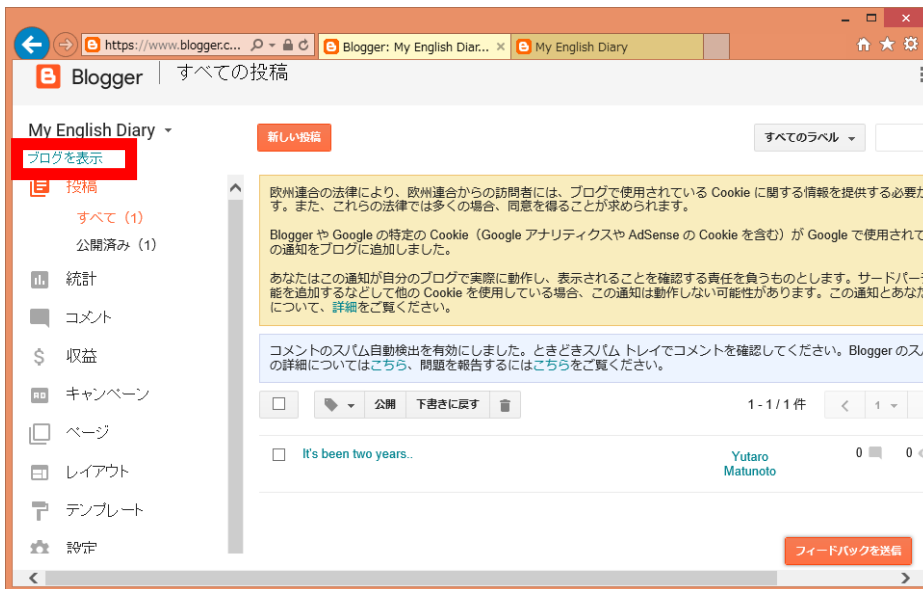 https://www.blogger.c...
Blogger: My English Diar...
My English Diary
Blogger
すべての投稿
My English Diary
ブログを表示
新しい投稿
すべてのラベル
投稿
すべて (1)
公開済み (1)
統計
コメント
収益
キャンペーン
ページ
レイアウト
テンプレート
設定
欧州連合の法律により、欧州連合からの訪問者には、ブログで使用されている Cookie に関する情報を提供する必要が
す。また、これらの法律では多くの場合、同意を得ることが求められます。
Blogger や Google の特定の Cookie（Google アナリティクスや AdSense の Cookie を含む）が Google で使用されて
の通知をブログに追加しました。
あなたはこの通知が自分のブログで実際に動作し、表示されることを確認する責任を負うものとします。サードパー
能を追加するなどして他の Cookie を使用している場合、この通知は動作しない可能性があります。この通知とあなた
について、詳細をご覧ください。
コメントのスパム自動検出を有効にしました。ときどきスパム トレイでコメントを確認してください。Blogger のス
の詳細についてはこちら、問題を報告するにはこちらをご覧ください。
公開 下書きに戻す
1 - 1 / 1 件
1
It's been two years..
Yutaro
Matunoto
0
0
フィードバックを送信